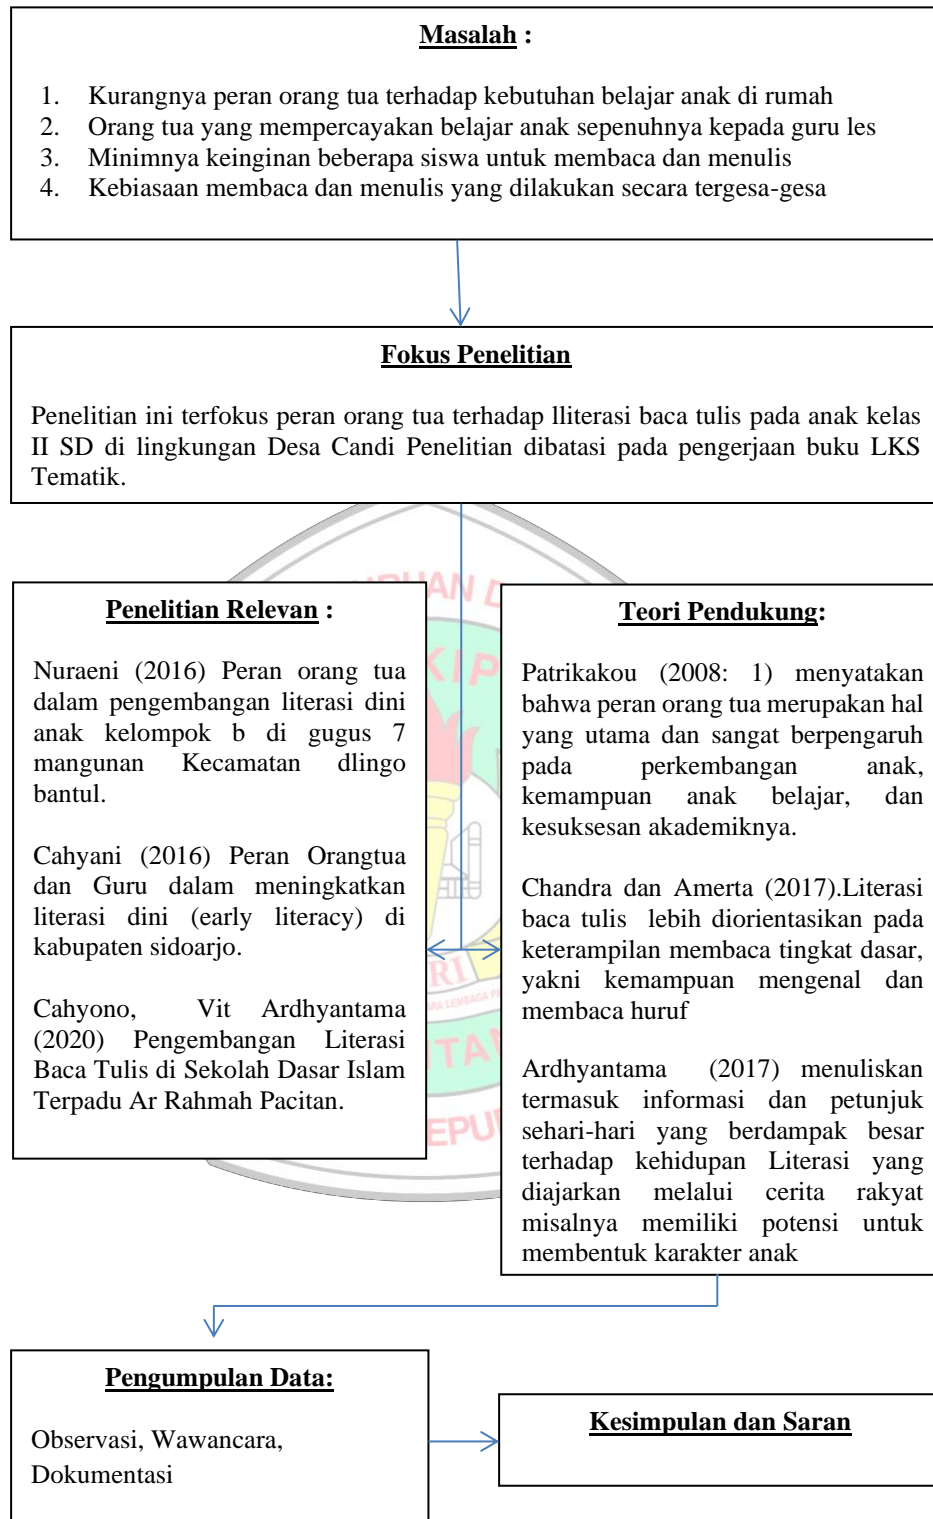 Masalah :
1. Kurangnya peran orang tua terhadap kebutuhan belajar anak di rumah
2. Orang tua yang mempercayakan belajar anak sepenuhnya kepada guru les
3. Minimnya keinginan beberapa siswa untuk membaca dan menulis
4. Kebiasaan membaca dan menulis yang dilakukan secara tergesa-gesa
Fokus Penelitian
Penelitian ini terfokus peran orang tua terhadap lliterasi baca tulis pada anak kelas
II SD di lingkungan Desa Candi Penelitian dibatasi pada pengerjaan buku LKS
Tematik.
Penelitian Relevan :
Nuraeni (2016) Peran orang tua
dalam pengembangan literasi dini
anak kelompok b di gugus 7
mangunan Kecamatan dlingo
bantul.
Cahyani (2016) Peran Orangtua
dan Guru dalam meningkatkan
literasi dini (early literacy) di
kabupaten sidoarjo.
Cahyono, Vit Ardhyantama
(2020) Pengembangan Literasi
Baca Tulis di Sekolah Dasar Islam
Terpadu Ar Rahmah Pacitan.
Teori Pendukung:
Patrikakou (2008: 1) menyatakan
bahwa peran orang tua merupakan hal
yang utama dan sangat berpengaruh
pada perkembangan anak,
kemampuan anak belajar, dan
kesuksesan akademiknya.
Chandra dan Amerta (2017).Literasi
baca tulis lebih diorientasikan pada
keterampilan membaca tingkat dasar,
yakni kemampuan mengenal dan
membaca huruf
Ardhyantama (2017) menuliskan
termasuk informasi dan petunjuk
sehari-hari yang berdampak besar
terhadap kehidupan Literasi yang
diajarkan melalui cerita rakyat
misalnya memiliki potensi untuk
membentuk karakter anak
Pengumpulan Data:
Observasi, Wawancara,
Dokumentasi
Kesimpulan dan Saran